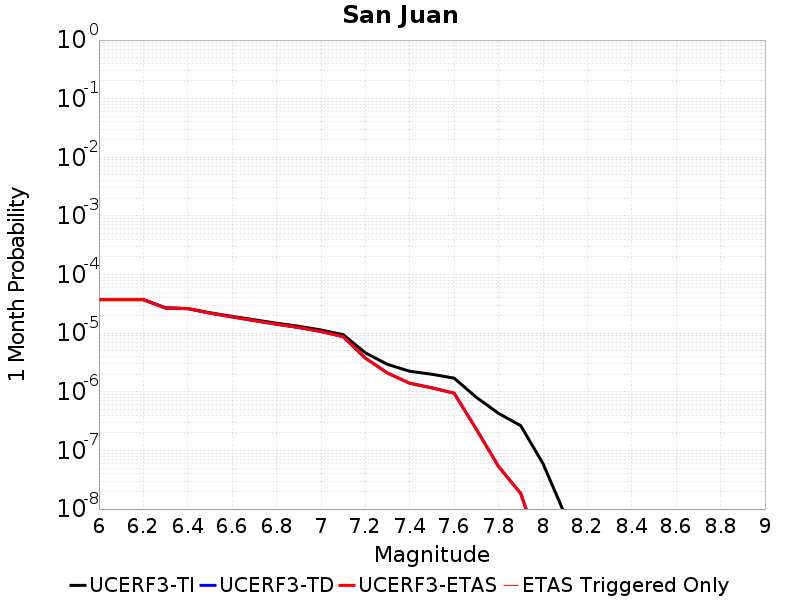 San Juan
1 Month Probability
10^0
10^-1
10^-2
10^-3
10^-4
10^-5
10^-6
10^-7
10^-8
6 6.2 6.4 6.6 6.8 7 7.2 7.4 7.6 7.8 8 8.2 8.4 8.6 8.8 9
Magnitude
UCERF3-TI UCERF3-TD UCERF3-ETAS ETAS Triggered Only